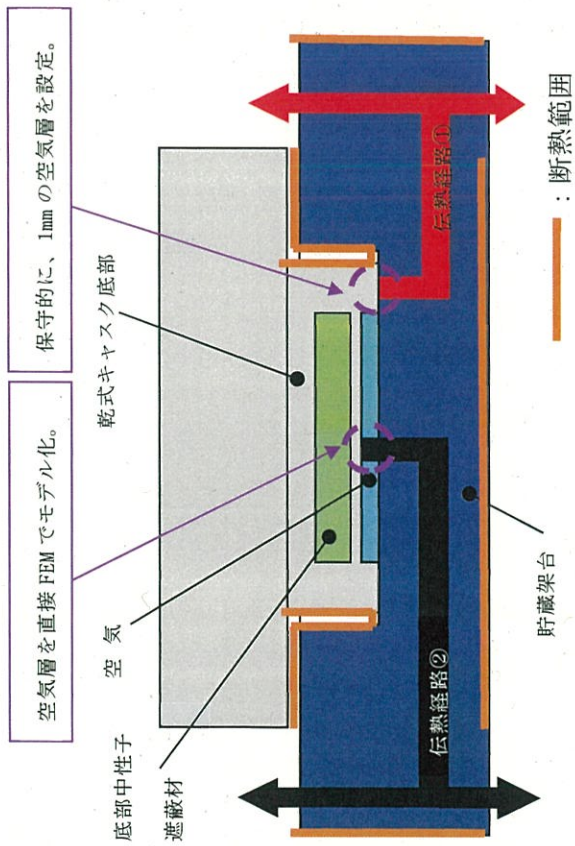 空気層を直接FEMでモデル化。
保守的に、1mmの空気層を設定。
底部中性子
遮蔽材
空気
乾式キャスク底部
伝熱経路②
伝熱経路①
貯蔵架台
：断熱範囲